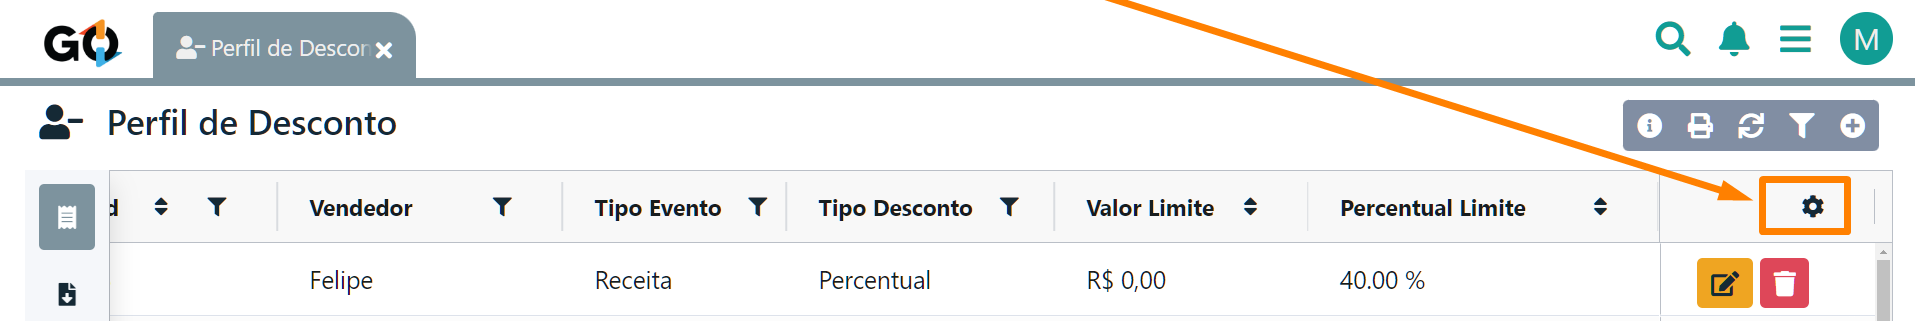 GO
Perfil de Descon
M
Perfil de Desconto
d Vendedor Tipo Evento Tipo Desconto Valor Limite Percentual Limite
Felipe Receita Percentual R$ 0,00 40.00 %